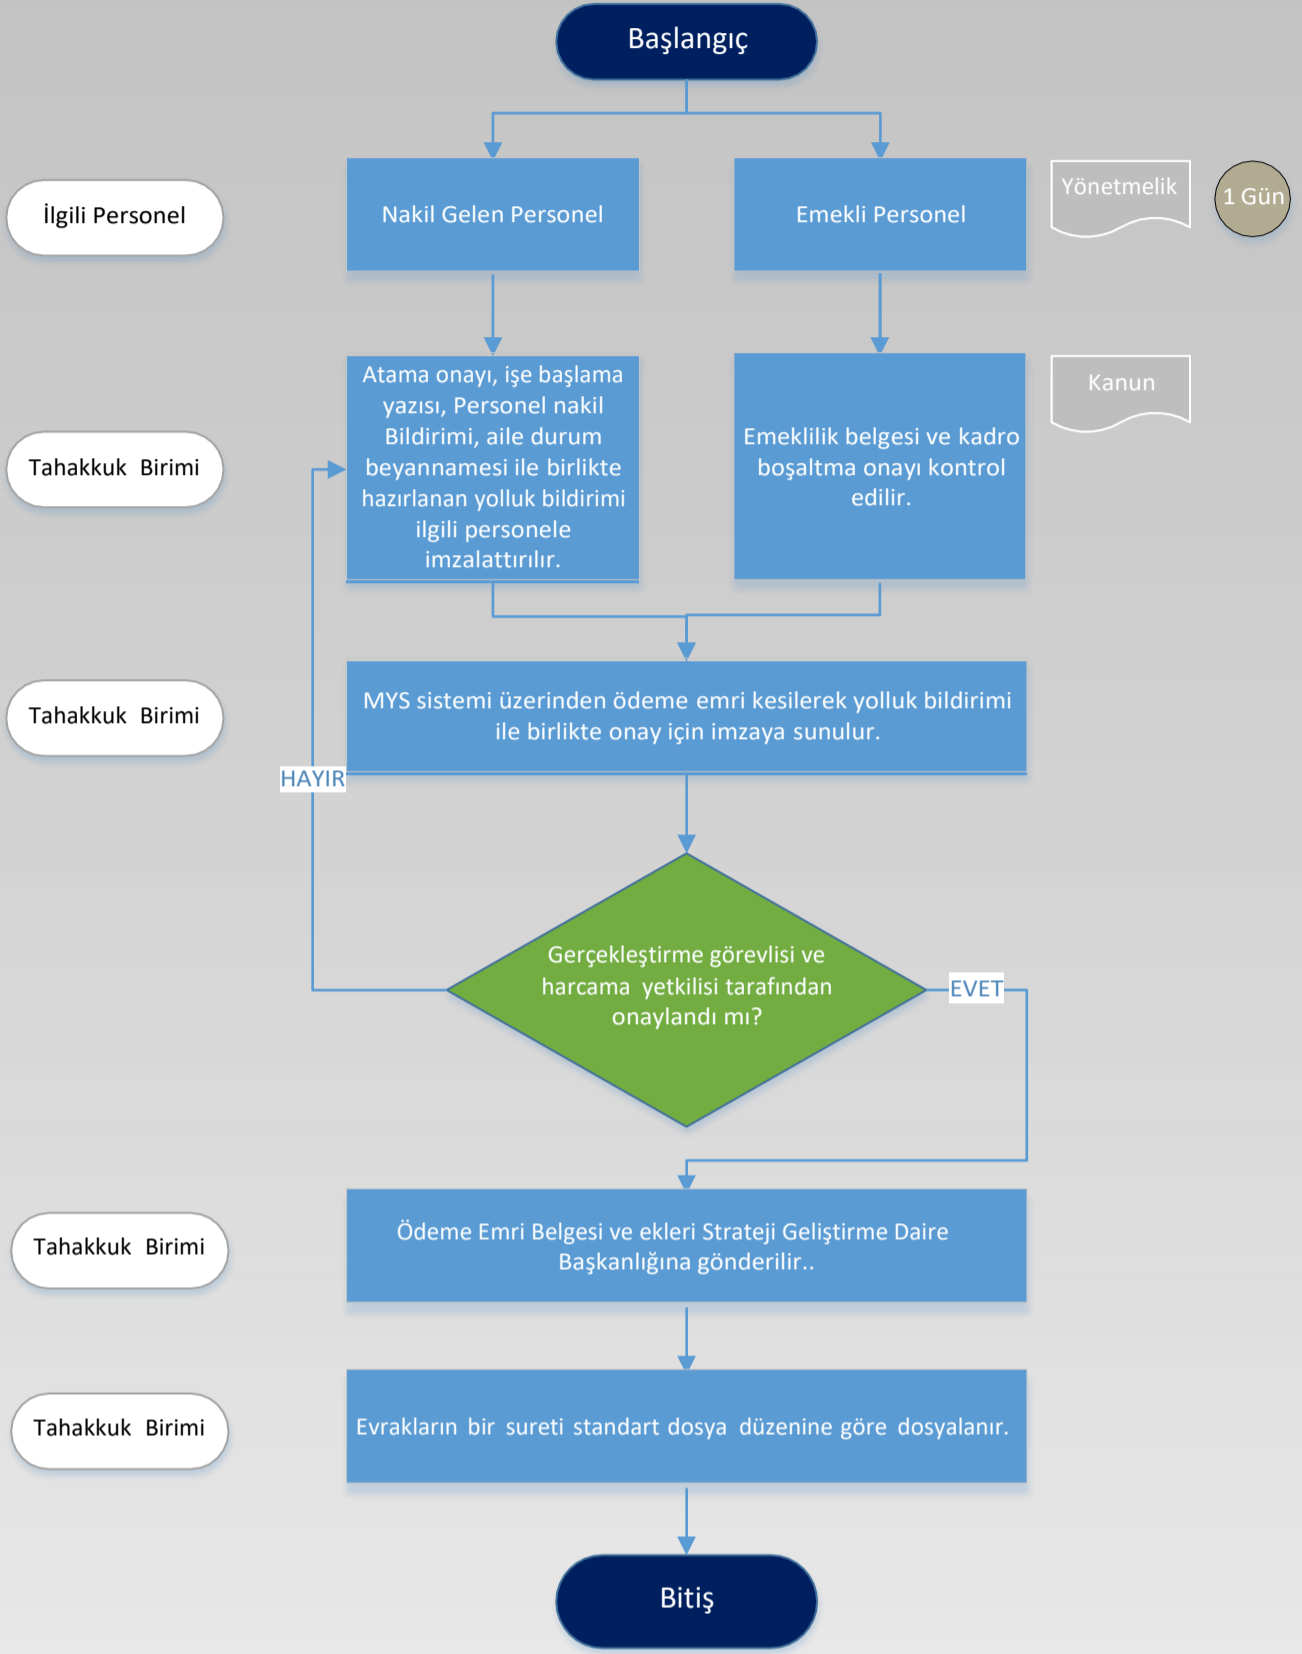 Başlangıç
İlgili Personel
Nakil Gelen Personel
Emekli Personel
Yönetmelik
1 Gün
Tahakkuk Birimi
Atama onayı, işe başlama
yazısı, Personel nakil
Bildirimi, aile durum
beyannamesi ile birlikte
hazırlanan yolluk bildirimi
ilgili personele
imzalattırılır.
Emeklilik belgesi ve kadro
boşaltma onayı kontrol
edilir.
Kanun
Tahakkuk Birimi
MYS sistemi üzerinden ödeme emri kesilerek yolluk bildirimi
ile birlikte onay için imzaya sunulur.
HAYIR
Gerçekleştirme görevlisi ve
harcama yetkilisi tarafından
onaylandı mı?
EVET
Tahakkuk Birimi
Ödeme Emri Belgesi ve ekleri Strateji Geliştirme Daire
Başkanlığına gönderilir..
Tahakkuk Birimi
Evrakların bir sureti standart dosya düzenine göre dosyalanır.
Bitiş